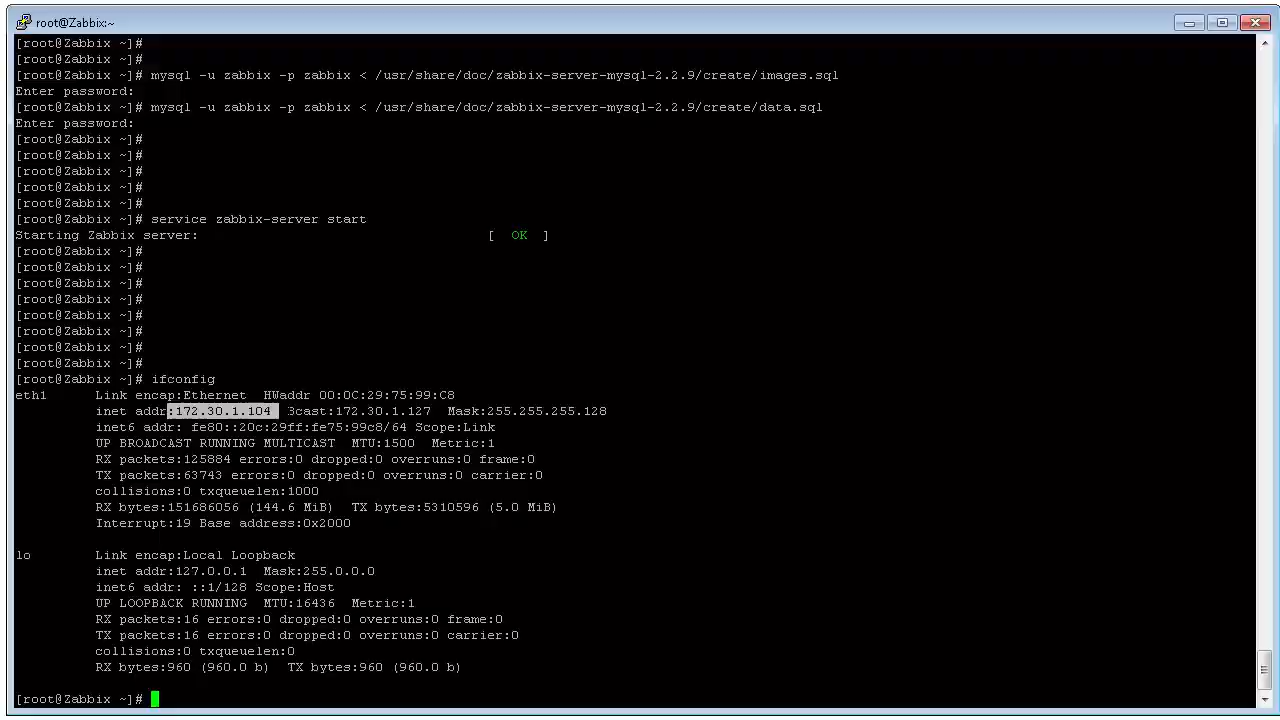 root@Zabbix:~
[root@Zabbix ~]#
[root@Zabbix ~]#
[root@Zabbix ~]# mysql -u zabbix -p zabbix < /usr/share/doc/zabbix-server-mysql-2.2.9/create/images.sql
Enter password:
[root@Zabbix ~]# mysql -u zabbix -p zabbix < /usr/share/doc/zabbix-server-mysql-2.2.9/create/data.sql
Enter password:
[root@Zabbix ~]#
[root@Zabbix ~]#
[root@Zabbix ~]#
[root@Zabbix ~]#
[root@Zabbix ~]#
[root@Zabbix ~]# service zabbix-server start
Starting Zabbix server: [ OK ]
[root@Zabbix ~]#
[root@Zabbix ~]#
[root@Zabbix ~]#
[root@Zabbix ~]#
[root@Zabbix ~]#
[root@Zabbix ~]#
[root@Zabbix ~]#
[root@Zabbix ~]#
[root@Zabbix ~]# ifconfig
eth1 Link encap:Ethernet HWaddr 00:0C:29:75:99:C8
inet addr:172.30.1.104 Bcast:172.30.1.127 Mask:255.255.255.128
inet6 addr: fe80::20c:29ff:fe75:99c8/64 Scope:Link
UP BROADCAST RUNNING MULTICAST MTU:1500 Metric:1
RX packets:125884 errors:0 dropped:0 overruns:0 frame:0
TX packets:63743 errors:0 dropped:0 overruns:0 carrier:0
collisions:0 txqueuelen:1000
RX bytes:151686056 (144.6 MiB) TX bytes:5310596 (5.0 MiB)
Interrupt:19 Base address:0x2000
lo Link encap:Local Loopback
inet addr:127.0.0.1 Mask:255.0.0.0
inet6 addr: ::1/128 Scope:Host
UP LOOPBACK RUNNING MTU:16436 Metric:1
RX packets:16 errors:0 dropped:0 overruns:0 frame:0
TX packets:16 errors:0 dropped:0 overruns:0 carrier:0
collisions:0 txqueuelen:0
RX bytes:960 (960.0 b) TX bytes:960 (960.0 b)
[root@Zabbix ~]#